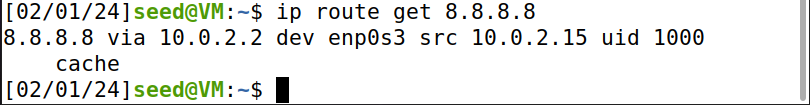 [02/01/24]seed@VM:~$ ip route get 8.8.8.8
8.8.8.8 via 10.0.2.2 dev enp0s3 src 10.0.2.15 uid 1000
    cache
[02/01/24]seed@VM:~$